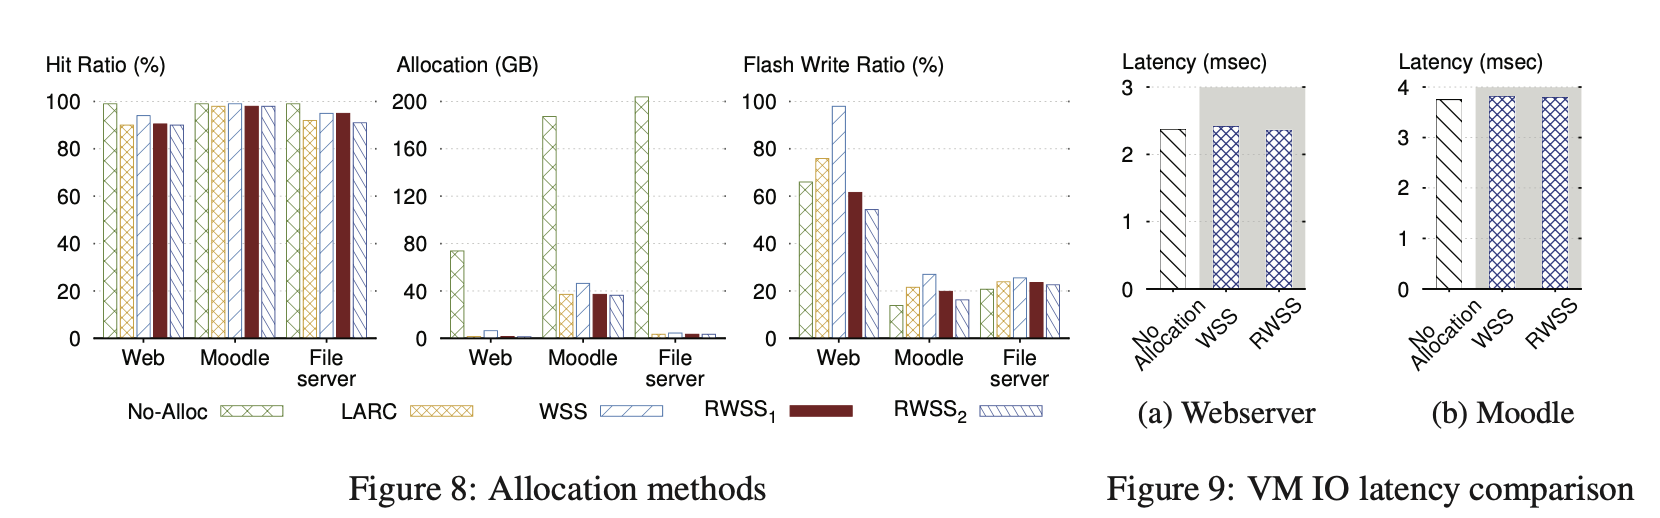 Hit Ratio (%)
100
80
60
40
20
0
Web
Moodle
File
server
Allocation (GB)
200
160
120
80
40
0
Web
Moodle
File
server
Flash Write Ratio (%)
100
80
60
40
20
0
Web
Moodle
File
server
No-Alloc
LARC
WSS
RWSS1
RWSS2
Figure 8: Allocation methods
Latency (msec)
3
2
1
0
No
Allocation
WSS
RWSS
(a) Webserver
Latency (msec)
4
3
2
1
0
No
Allocation
WSS
RWSS
(b) Moodle
Figure 9: VM IO latency comparison